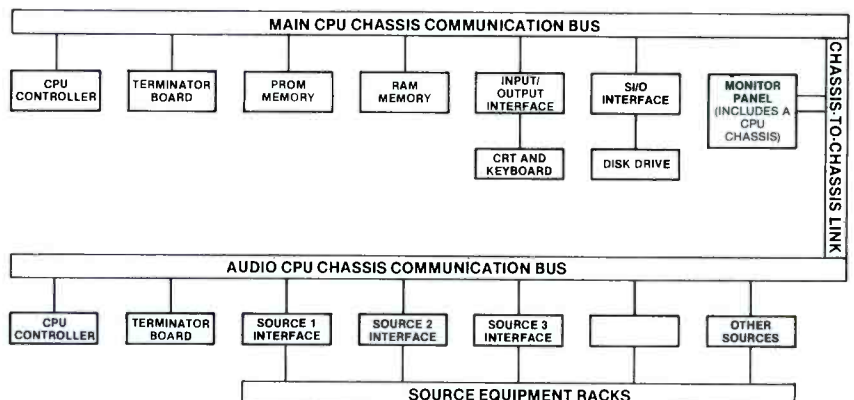 MAIN CPU CHASSIS COMMUNICATION BUS
CPU
CONTROLLER
TERMINATOR
BOARD
PROM
MEMORY
RAM
MEMORY
INPUT/
OUTPUT
INTERFACE
SI/O
INTERFACE
MONITOR
PANEL
(INCLUDES A
CPU
CHASSIS)
CHASSIS-TO-CHASSIS LINK
CRT AND
KEYBOARD
DISK DRIVE
AUDIO CPU CHASSIS COMMUNICATION BUS
CPU
CONTROLLER
TERMINATOR
BOARD
SOURCE 1
INTERFACE
SOURCE 2
INTERFACE
SOURCE 3
INTERFACE
OTHER
SOURCES
SOURCE EQUIPMENT RACKS